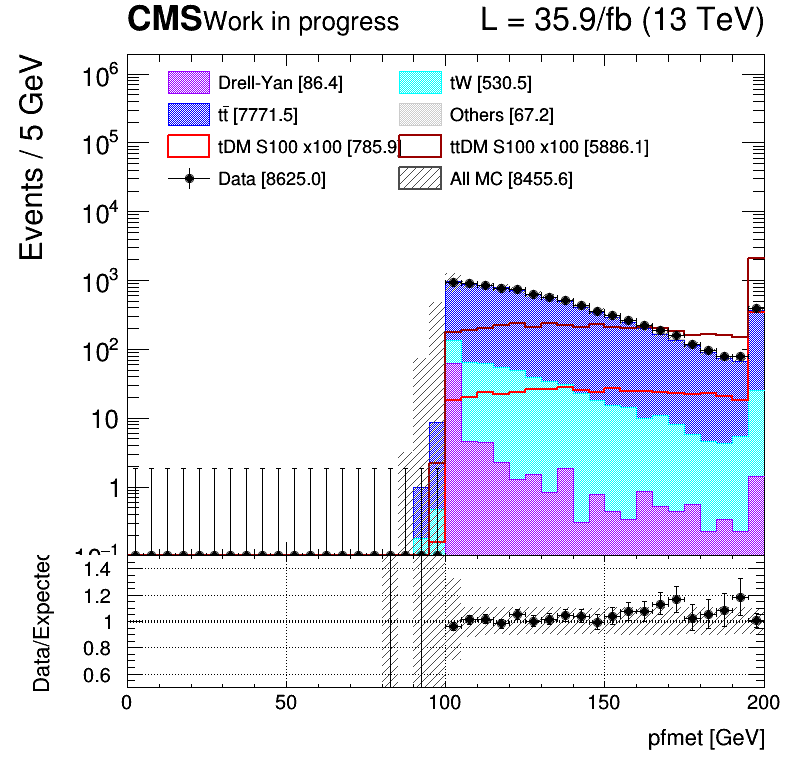 CMS Work in progress L = 35.9/fb (13 TeV)
Events / 5 GeV
Drell-Yan [86.4] tW [530.5]
tt̄ [7771.5] Others [67.2]
tDM S100 x100 [785.9] ttDM S100 x100 [5886.1]
Data [8625.0] All MC [8455.6]
10⁶
10⁵
10⁴
10³
10²
10
1
10⁻¹
Data/Expected
1.4
1.2
1
0.8
0.6
0 50 100 150 200
pfmet [GeV]